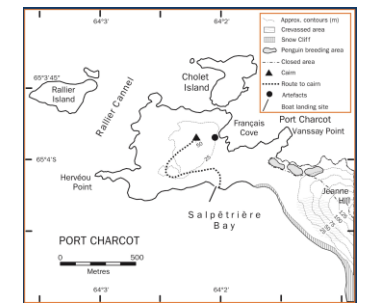 64°3'
64°2'
Approx. contours (m)
Crevassed area
Snow Cliff
Penguin breeding area
Closed area
Cairn
Route to cairn
Artefacts
Boat landing site
65°3'45"
Rallier
Island
Rallier Cannel
Cholet
Island
Français
Cove
Port Charcot
Vanssay Point
50
25
65°4'5"
Hervéou
Point
Jeanne
Hill
Salpêtrière
Bay
PORT CHARCOT
0 500
Metres
64°3'
64°2'